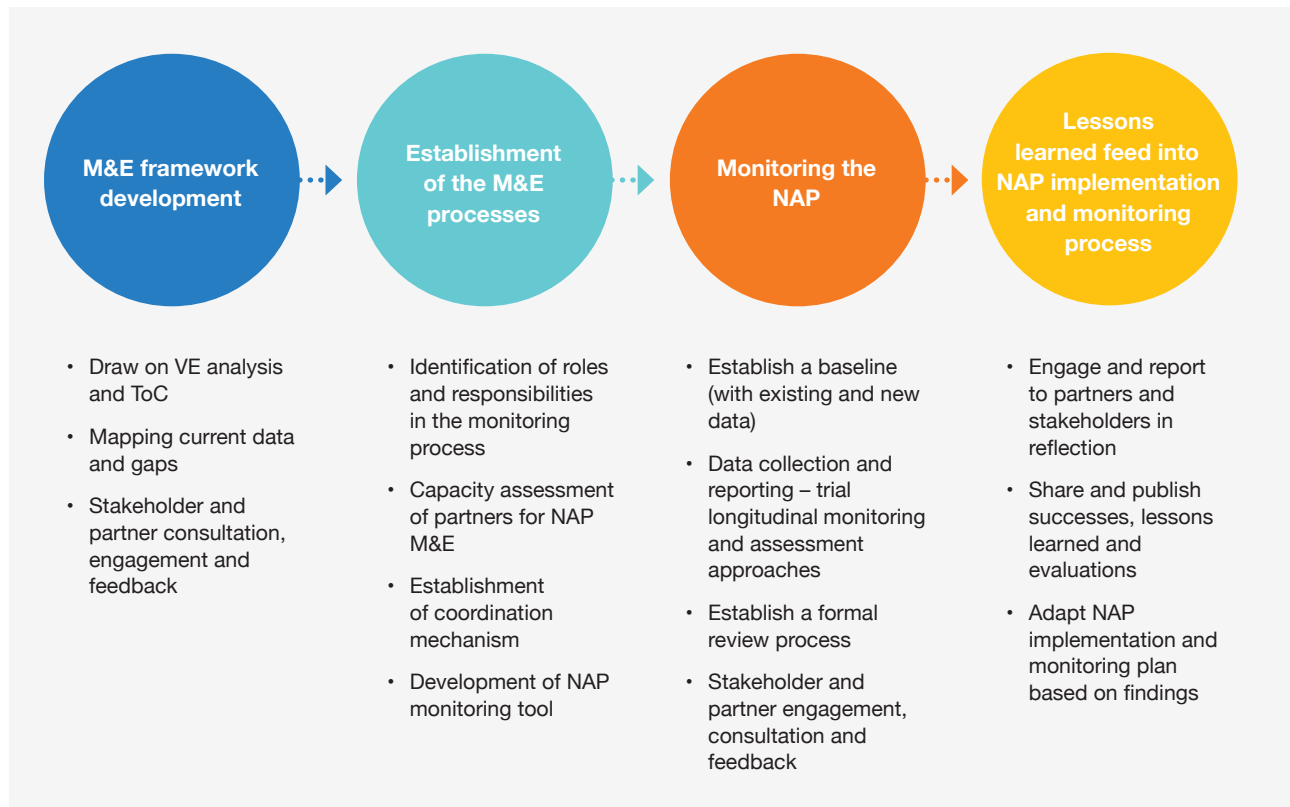 M&E framework
development
Establishment
of the M&E
processes
Monitoring the
NAP
Lessons
learned feed into
NAP implementation
and monitoring
process
• Draw on VE analysis
and ToC
• Mapping current data
and gaps
• Stakeholder and
partner consultation,
engagement and
feedback
• Identification of roles
and responsibilities
in the monitoring
process
• Capacity assessment
of partners for NAP
M&E
• Establishment
of coordination
mechanism
• Development of NAP
monitoring tool
• Establish a baseline
(with existing and new
data)
• Data collection and
reporting – trial
longitudinal monitoring
and assessment
approaches
• Establish a formal
review process
• Stakeholder and
partner engagement,
consultation and
feedback
• Engage and report
to partners and
stakeholders in
reflection
• Share and publish
successes, lessons
learned and
evaluations
• Adapt NAP
implementation and
monitoring plan
based on findings